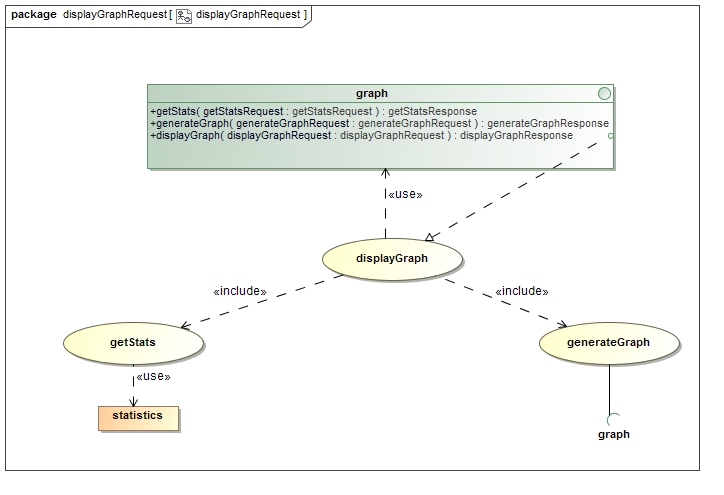 package displayGraphRequest [ displayGraphRequest ]
graph
+getStats( getStatsRequest : getStatsRequest ) : getStatsResponse
+generateGraph( generateGraphRequest : generateGraphRequest ) : generateGraphResponse
+displayGraph( displayGraphRequest : displayGraphRequest ) : displayGraphResponse
«use»
displayGraph
«include»
«include»
getStats
generateGraph
«use»
statistics
graph